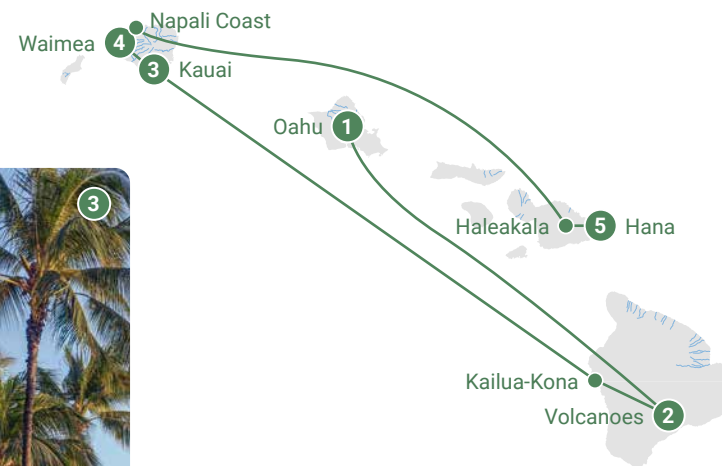 Napali Coast
Waimea 4
3 Kauai
Oahu 1
3
Haleakala 5 Hana
Kailua-Kona
Volcanoes 2